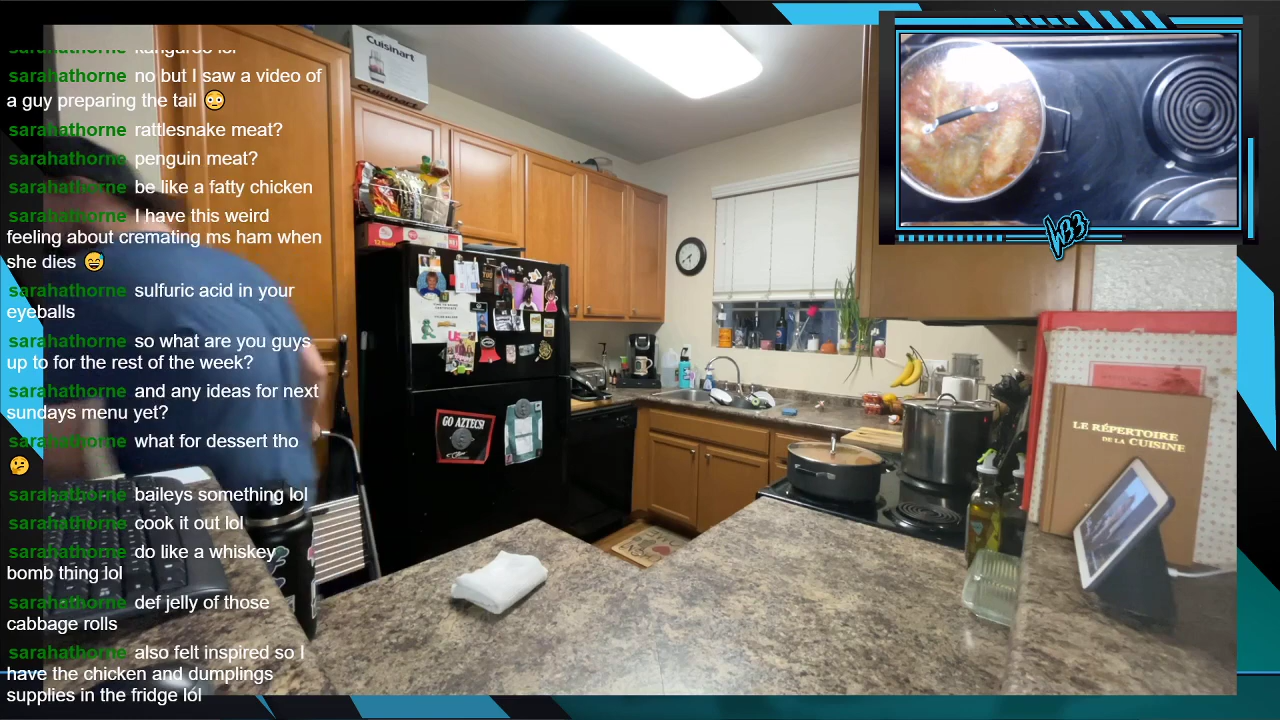 sarahathorne kangaroo lol
sarahathorne no but I saw a video of
a guy preparing the tail 😳
sarahathorne rattlesnake meat?
sarahathorne penguin meat?
sarahathorne be like a fatty chicken
sarahathorne I have this weird
feeling about cremating ms ham when
she dies 😅
sarahathorne sulfuric acid in your
eyeballs
sarahathorne so what are you guys
up to for the rest of the week?
sarahathorne and any ideas for next
sundays menu yet?
sarahathorne what for dessert tho
🤔
sarahathorne baileys something lol
sarahathorne cook it out lol
sarahathorne do like a whiskey
bomb thing lol
sarahathorne def jelly of those
cabbage rolls
sarahathorne also felt inspired so I
have the chicken and dumplings
supplies in the fridge lól
Cuisinart
Cuisinart
GO AZTECS!
W33
LE RÉPERTOIRE
DE LA CUISINE